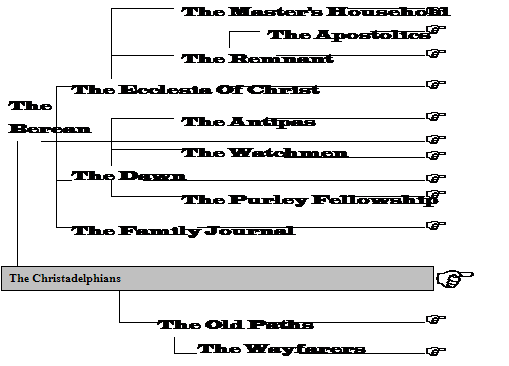 The Master's Household
The Apostolics
The Remnant
The Ecclesia Of Christ
The
Berean
The Antipas
The Watchmen
The Dawn
The Purley Fellowship
The Family Journal
The Christadelphians
The Old Paths
The Wayfarers